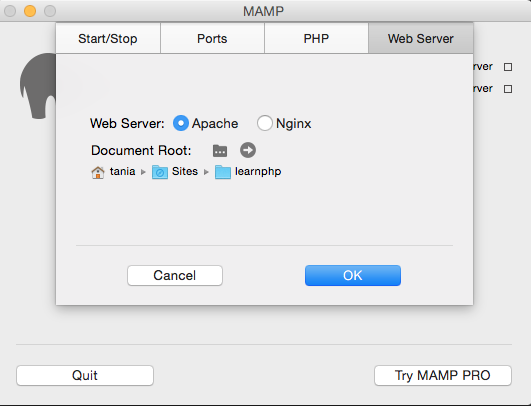 MAMP
Start/Stop Ports PHP Web Server
rver
rver
Web Server: Apache Nginx
Document Root:
tania Sites learnphp
Cancel OK
Quit Try MAMP PRO